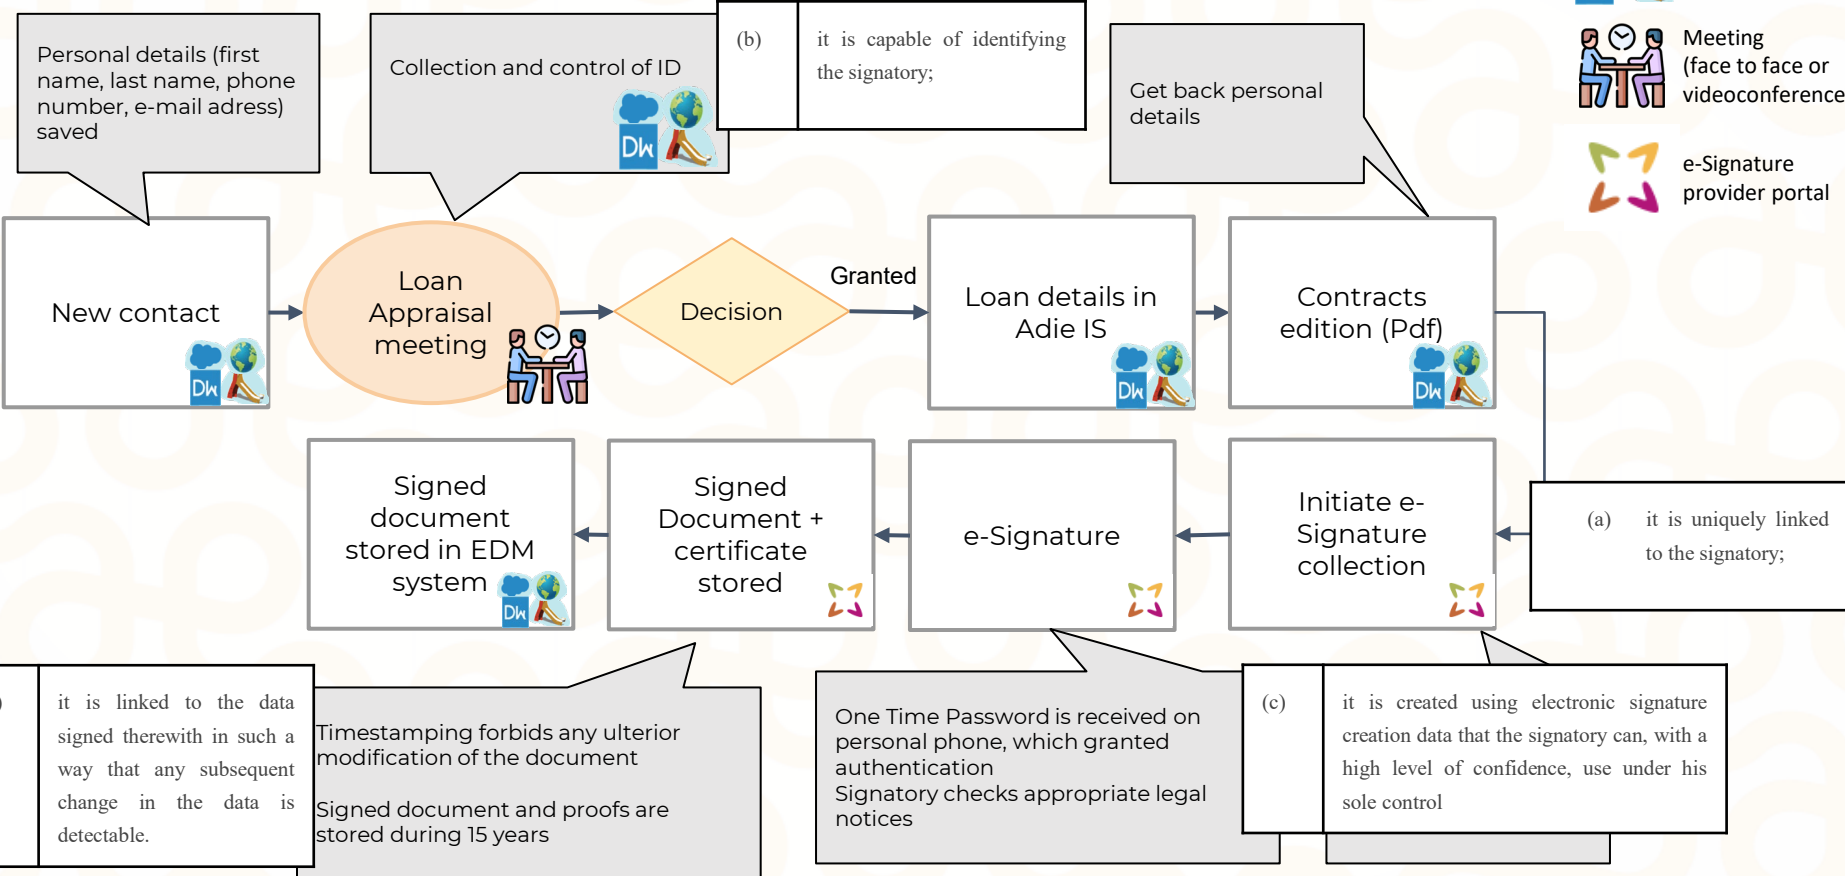 Personal details (first
name, last name, phone
number, e-mail adress)
saved
Collection and control of ID
DW
(b) it is capable of identifying
the signatory;
Get back personal
details
Meeting
(face to face or
videoconference
e-Signature
provider portal
New contact
DW
Loan
Appraisal
meeting
Decision
Granted
Loan details in
Adie IS
DW
Contracts
edition (Pdf)
DW
Signed
document
stored in EDM
system
DW
Signed
Document +
certificate
stored
e-Signature
Initiate e-
Signature
collection
(a) it is uniquely linked
to the signatory;
) it is linked to the data
signed therewith in such a
way that any subsequent
change in the data is
detectable.
Timestamping forbids any ulterior
modification of the document
Signed document and proofs are
stored during 15 years
One Time Password is received on
personal phone, which granted
authentication
Signatory checks appropriate legal
notices
(c) it is created using electronic signature
creation data that the signatory can, with a
high level of confidence, use under his
sole control